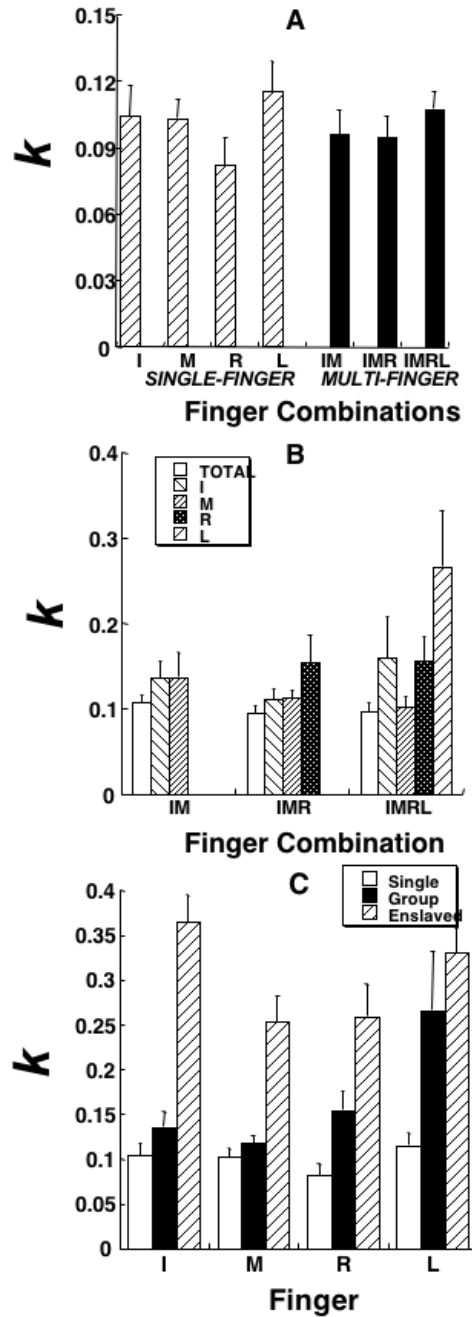 A
0.15
0.12
0.09
0.06
0.03
0
k
I M R L IM IMR IMRL
SINGLE-FINGER MULTI-FINGER
Finger Combinations
B
0.4
0.3
0.2
0.1
0
k
TOTAL
I
M
R
L
IM IMR IMRL
Finger Combination
C
Single
Group
Enslaved
0.4
0.35
0.3
0.25
0.2
0.15
0.1
0.05
0
k
I M R L
Finger